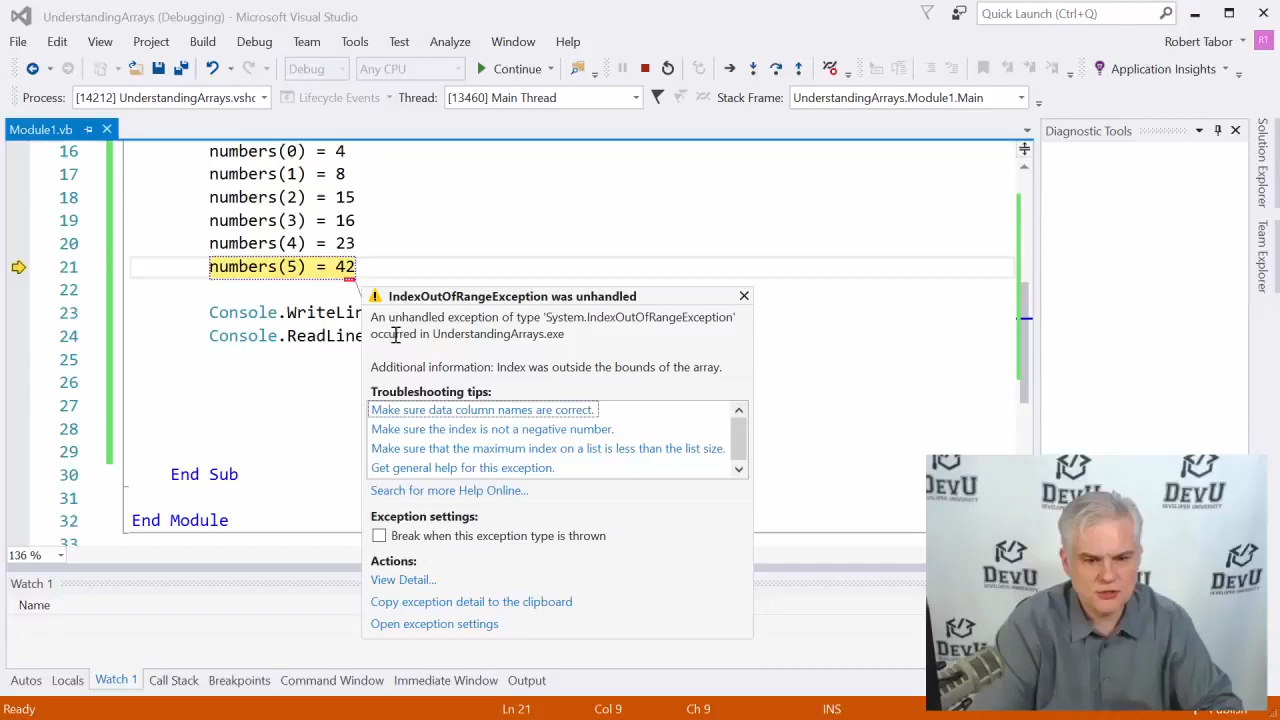 UnderstandingArrays (Debugging) - Microsoft Visual Studio
Quick Launch (Ctrl+Q)
File Edit View Project Build Debug Team Tools Test Analyze Window Help
Robert Tabor RT
Debug Any CPU Continue Application Insights
Process: [14212] UnderstandingArrays.vshc Lifecycle Events Thread: [13460] Main Thread Stack Frame: UnderstandingArrays.Module1.Main
Module1.vb
Diagnostic Tools
Solution Explorer
Team Explorer
16 numbers(0) = 4
17 numbers(1) = 8
18 numbers(2) = 15
19 numbers(3) = 16
20 numbers(4) = 23
21 numbers(5) = 42
22
23 Console.WriteLin
24 Console.ReadLine
25
26
27
28
29
30 End Sub
31
32 End Module
33
IndexOutOfRangeException was unhandled
An unhandled exception of type 'System.IndexOutOfRangeException'
occurred in UnderstandingArrays.exe
Additional information: Index was outside the bounds of the array.
Troubleshooting tips:
Make sure data column names are correct.
Make sure the index is not a negative number.
Make sure that the maximum index on a list is less than the list size.
Get general help for this exception.
Search for more Help Online...
Exception settings:
Break when this exception type is thrown
Actions:
View Detail...
Copy exception detail to the clipboard
Open exception settings
136 %
Watch 1
Name
Autos Locals Watch 1 Call Stack Breakpoints Command Window Immediate Window Output
Ready Ln 21 Col 9 Ch 9 INS
DEVU
DEVELOPED UNIVERSITY
DEVU
DEVELOPED UNIVERSITY
DEVU
DEVU